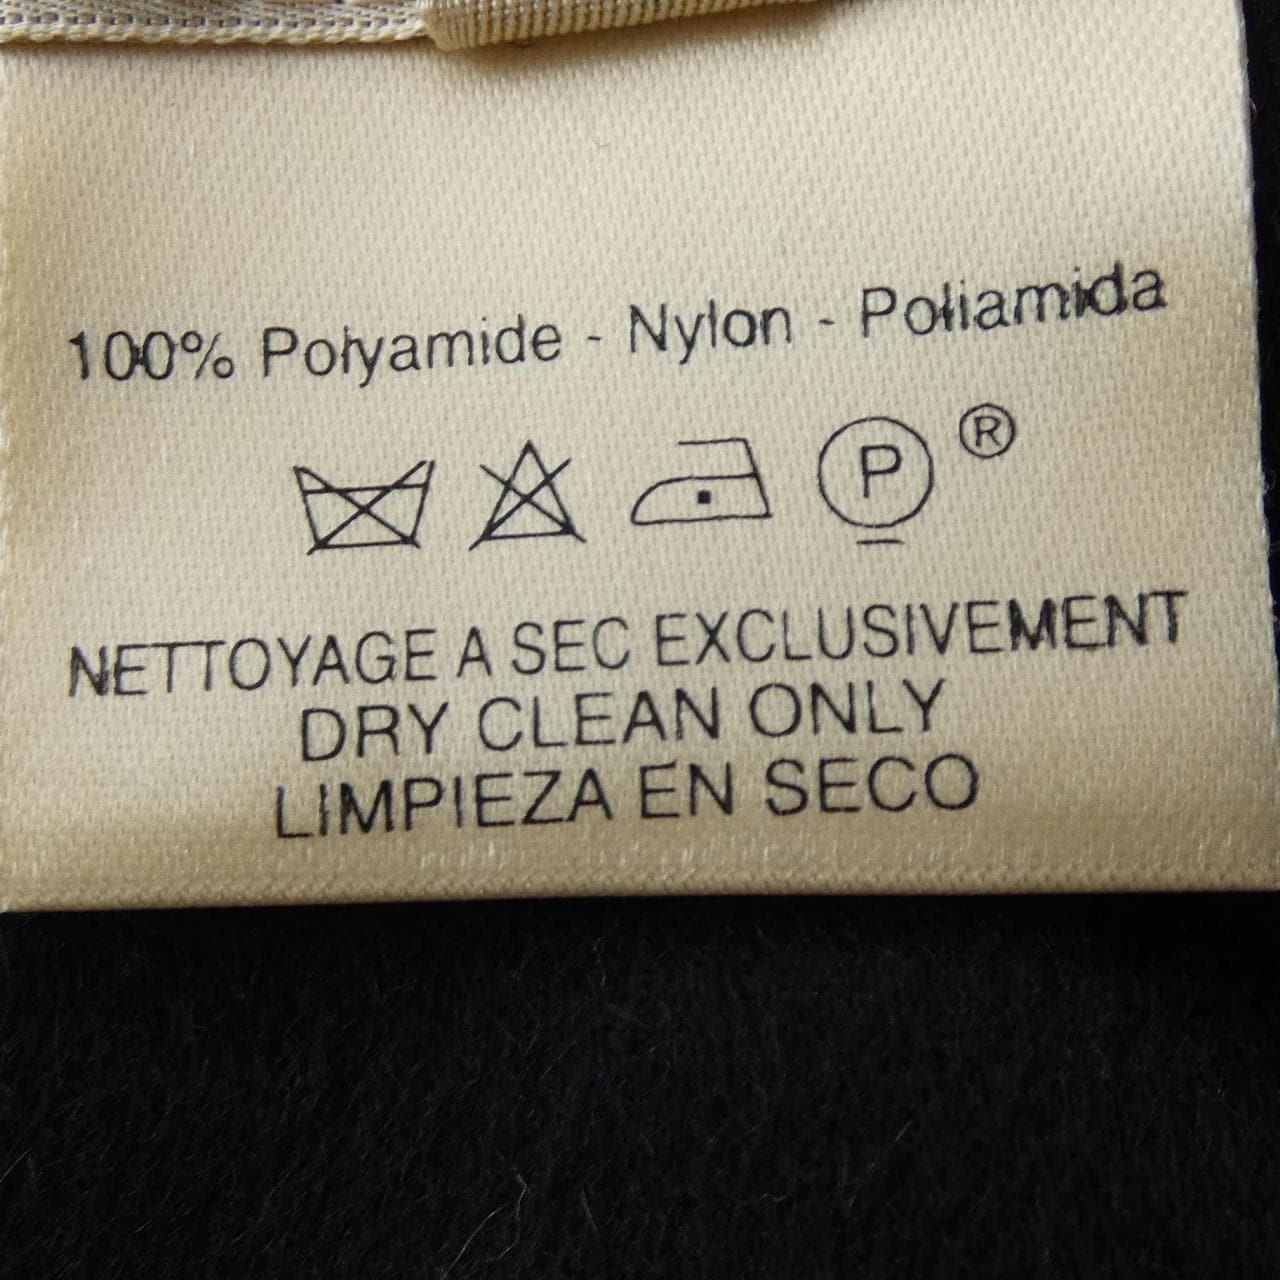 100% Polyamide - Nylon - Poliamida
P ®
NETTOYAGE A SEC EXCLUSIVEMENT
DRY CLEAN ONLY
LIMPIEZA EN SECO